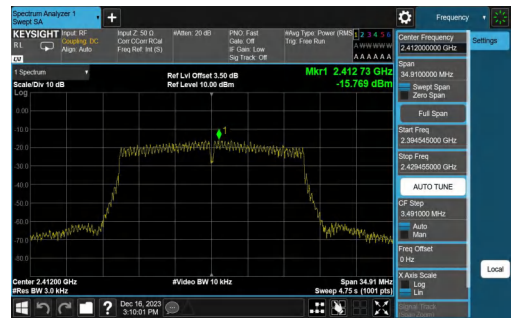 Spectrum Analyzer 1
Swept SA
Frequency
KEYSIGHT
RL
Input: RF
Coupling: DC
Align: Auto
Input Z: 50 Ω
Corr CCorr RCal
Freq Ref: Int (S)
#Atten: 20 dB
PNO: Fast
Gate: Off
IF Gain: Low
Sig Track: Off
#Avg Type: Power (RMS
Trig: Free Run
1 2 3 4 5 6
A W W W W W
A A A A A A
LXI
1 Spectrum
Scale/Div 10 dB
Log
Ref Lvl Offset 3.50 dB
Ref Level 10.00 dBm
Mkr1 2.412 73 GHz
-15.769 dBm
1
0.00
-10.0
-20.0
-30.0
-40.0
-50.0
-60.0
-70.0
-80.0
Center 2.41200 GHz
#Res BW 3.0 kHz
#Video BW 10 kHz
Span 34.91 MHz
Sweep 4.75 s (1001 pts)
Dec 16, 2023
3:10:01 PM
Center Frequency
2.412000000 GHz
Settings
Span
34.9100000 MHz
Swept Span
Zero Span
Full Span
Start Freq
2.394545000 GHz
Stop Freq
2.429455000 GHz
AUTO TUNE
CF Step
3.491000 MHz
Auto
Man
Freq Offset
0 Hz
X Axis Scale
Log
Lin
Local
Signal Track